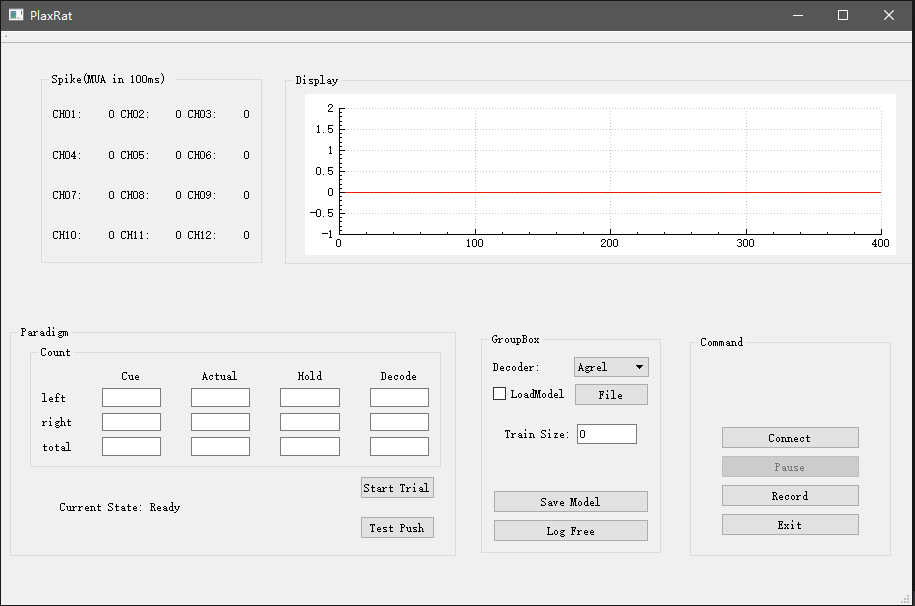 PlaxRat
Spike(MUA in 100ms)
CH01: 0 CH02: 0 CH03: 0
CH04: 0 CH05: 0 CH06: 0
CH07: 0 CH08: 0 CH09: 0
CH10: 0 CH11: 0 CH12: 0
Display
2
1.5
1
0.5
0
-0.5
-1
0 100 200 300 400
Paradigm
Count
Cue Actual Hold Decode
left
right
total
Current State: Ready
Start Trial
Test Push
GroupBox
Decoder: Agrel
LoadModel File
Train Size: 0
Save Model
Log Free
Command
Connect
Pause
Record
Exit